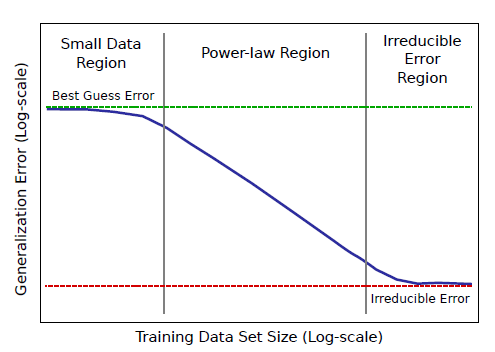 Small Data
Region
Power-law Region
Irreducible
Error
Region
Best Guess Error
Generalization Error (Log-scale)
Irreducible Error
Training Data Set Size (Log-scale)